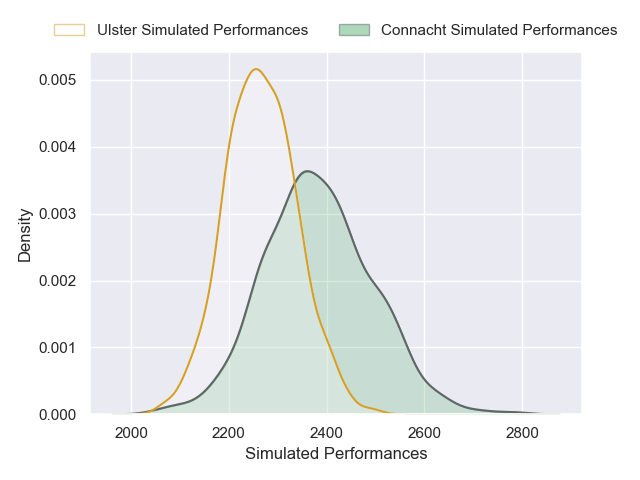 Ulster Simulated Performances
Connacht Simulated Performances
0.005
0.004
0.003
0.002
0.001
0.000
Density
2000
2200
2400
2600
2800
Simulated Performances